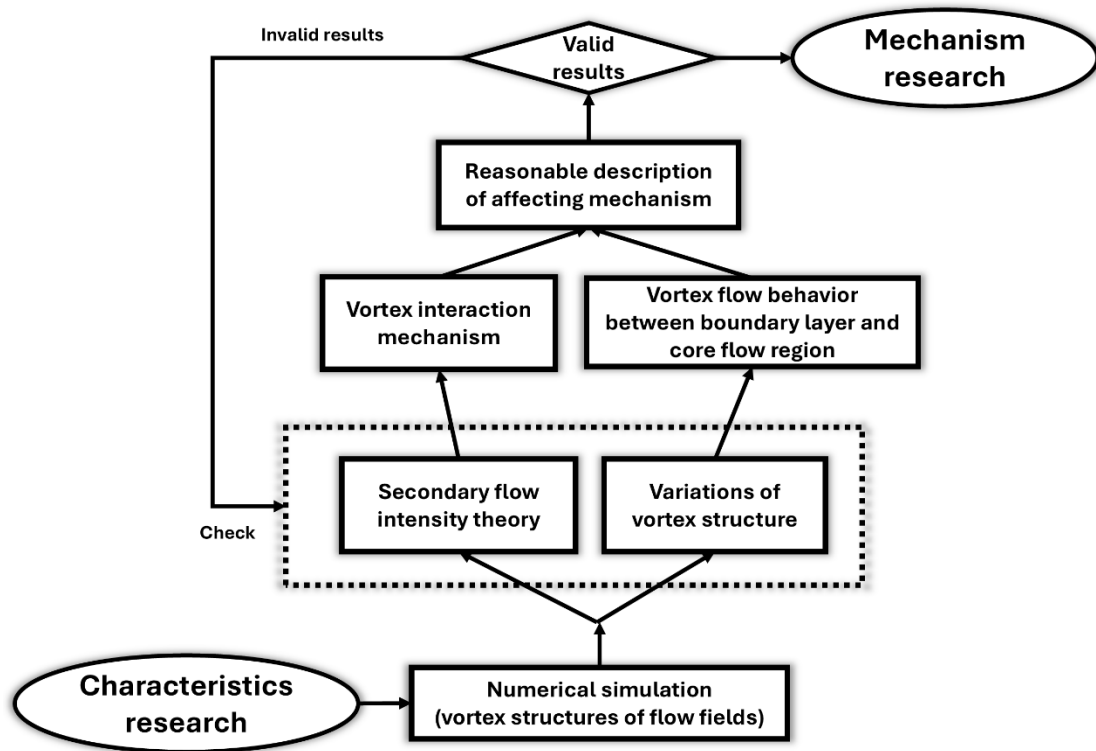 Invalid results
Valid
results
Mechanism
research
Reasonable description
of affecting mechanism
Vortex interaction
mechanism
Vortex flow behavior
between boundary layer and
core flow region
Secondary flow
intensity theory
Variations of
vortex structure
Check
Characteristics
research
Numerical simulation
(vortex structures of flow fields)